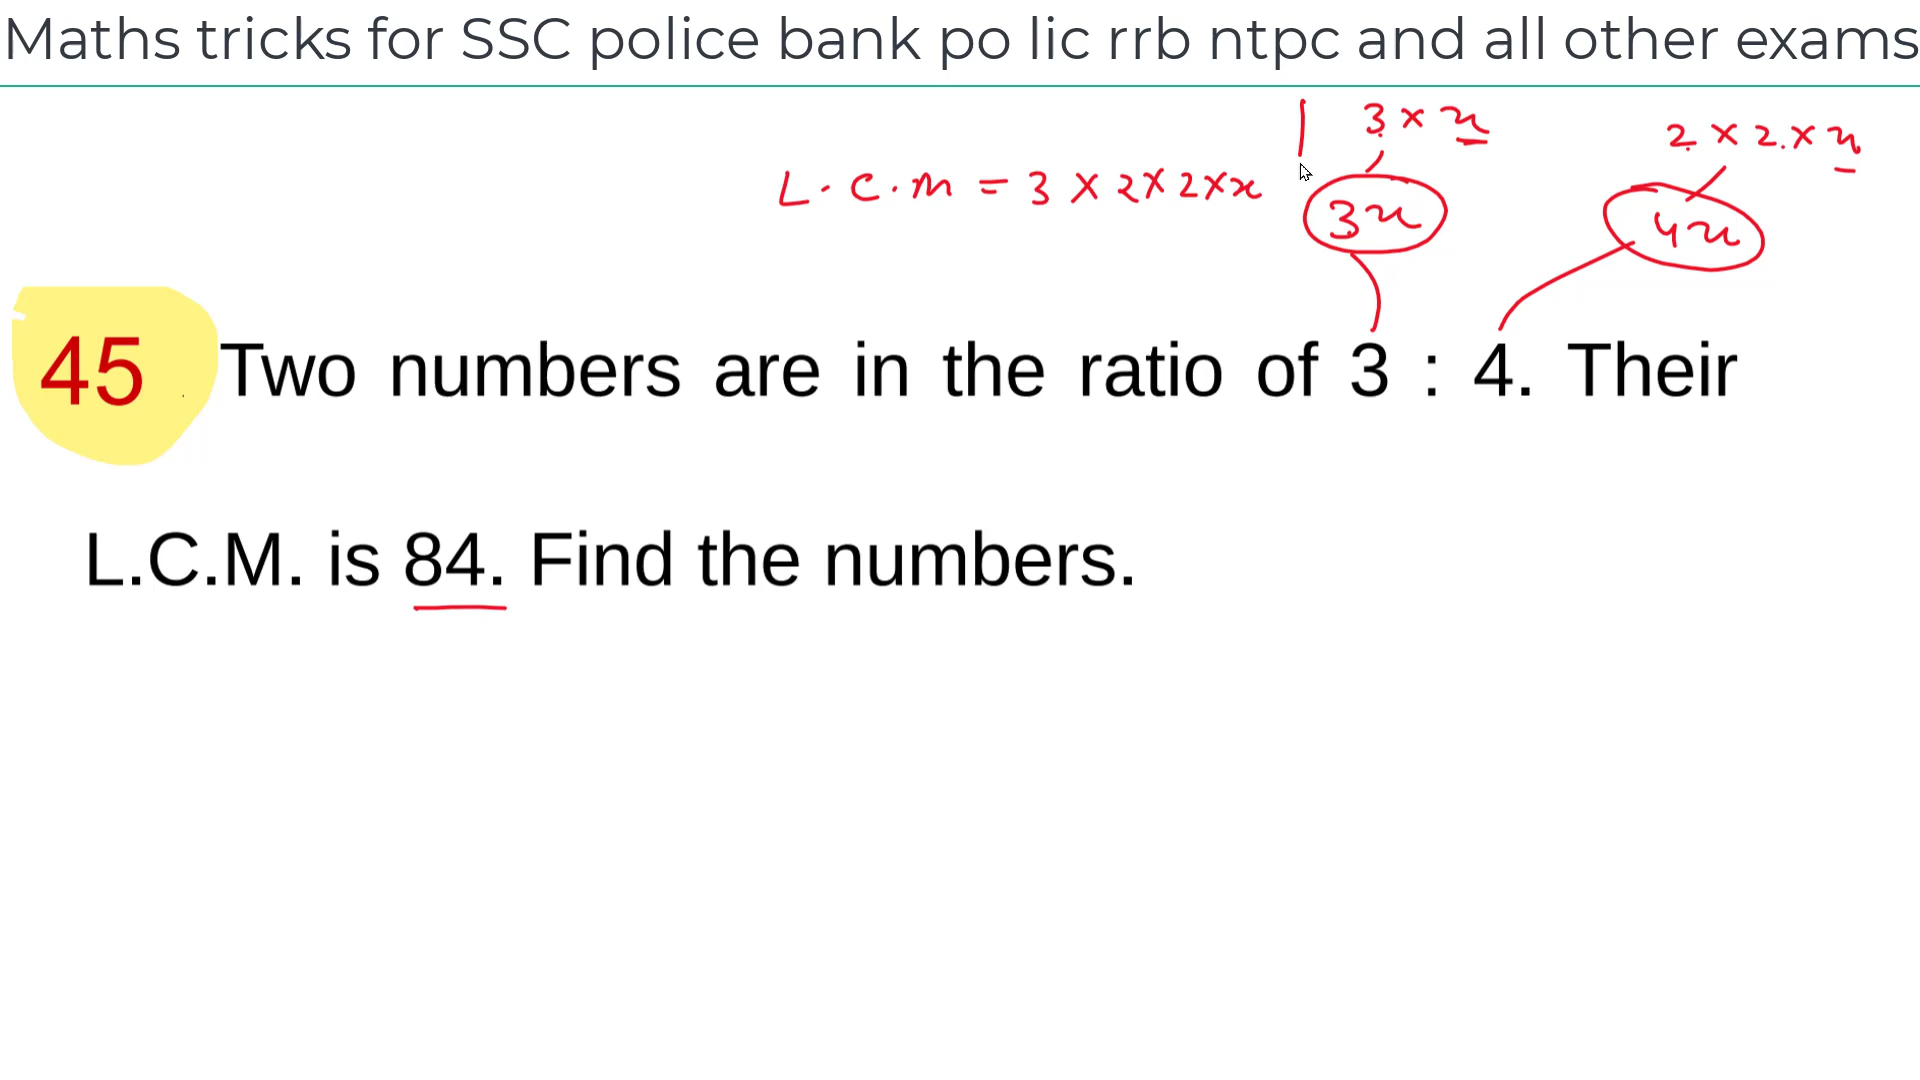 Maths tricks for SSC police bank po lic rrb ntpc and all other exams
3 × x
2 × 2 × x
L.C.M = 3 × 2 × 2 × x
3x
4x
45 Two numbers are in the ratio of 3 : 4. Their
L.C.M. is 84. Find the numbers.